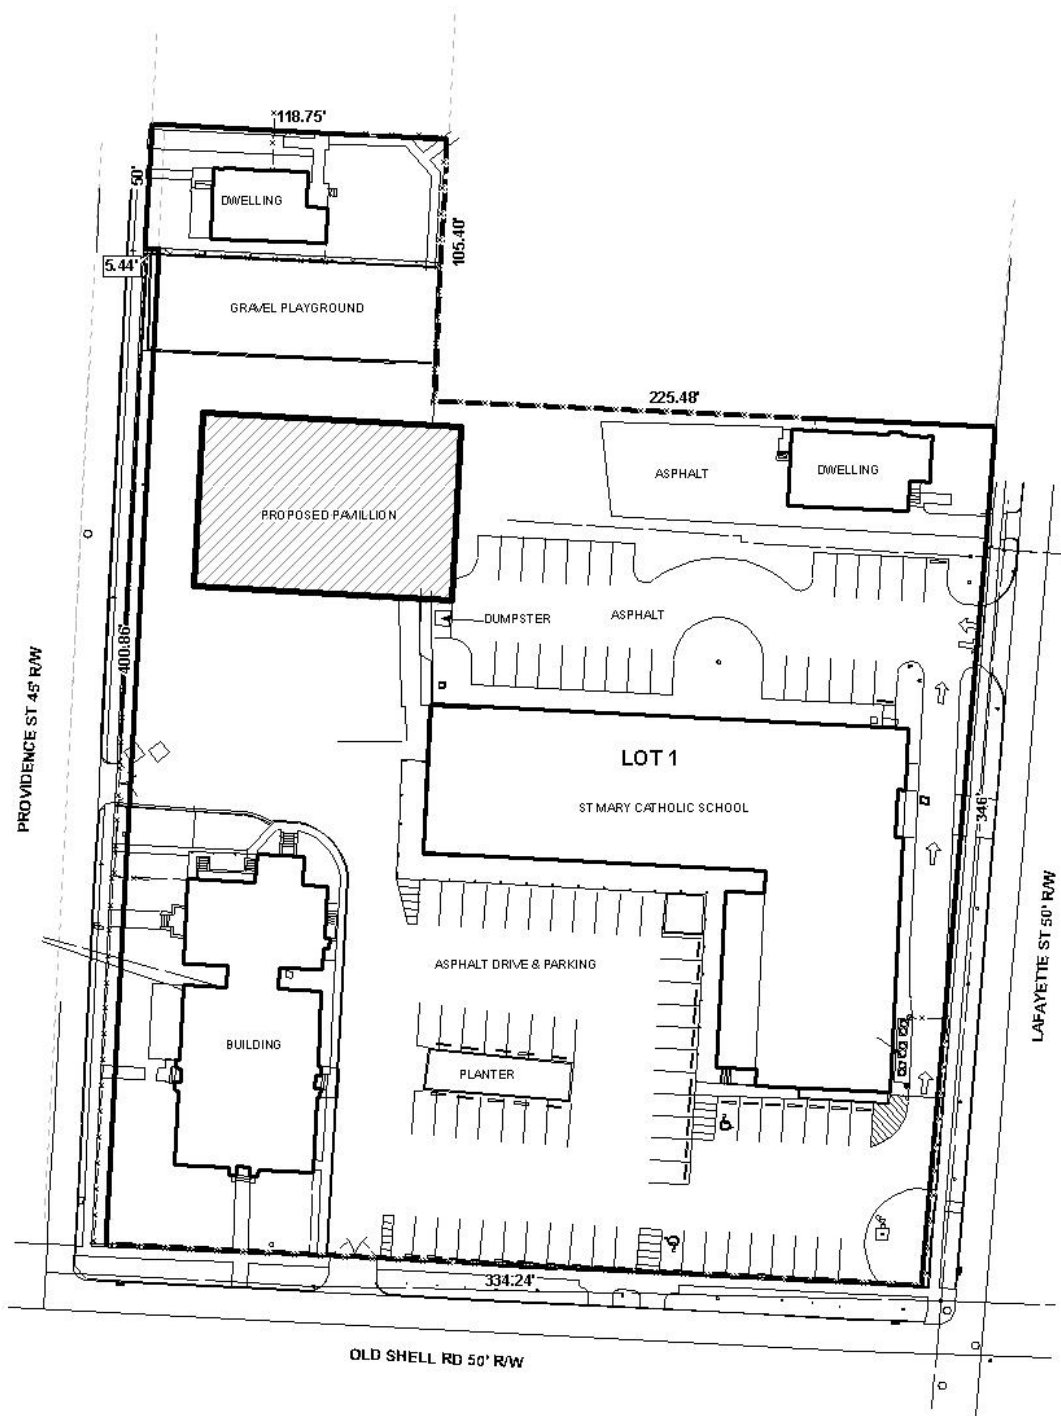 118.75'
50'
DWELLING
105.40'
5.44'
GRAVEL PLAYGROUND
225.48'
ASPHALT
DWELLING
PROPOSED PAVILLION
DUMPSTER
ASPHALT
400.86'
PROVIDENCE ST 45' R/W
LOT 1
ST MARY CATHOLIC SCHOOL
346'
LAFAYETTE ST 50' R/W
ASPHALT DRIVE & PARKING
BUILDING
PLANTER
334.24'
OLD SHELL RD 50' R/W